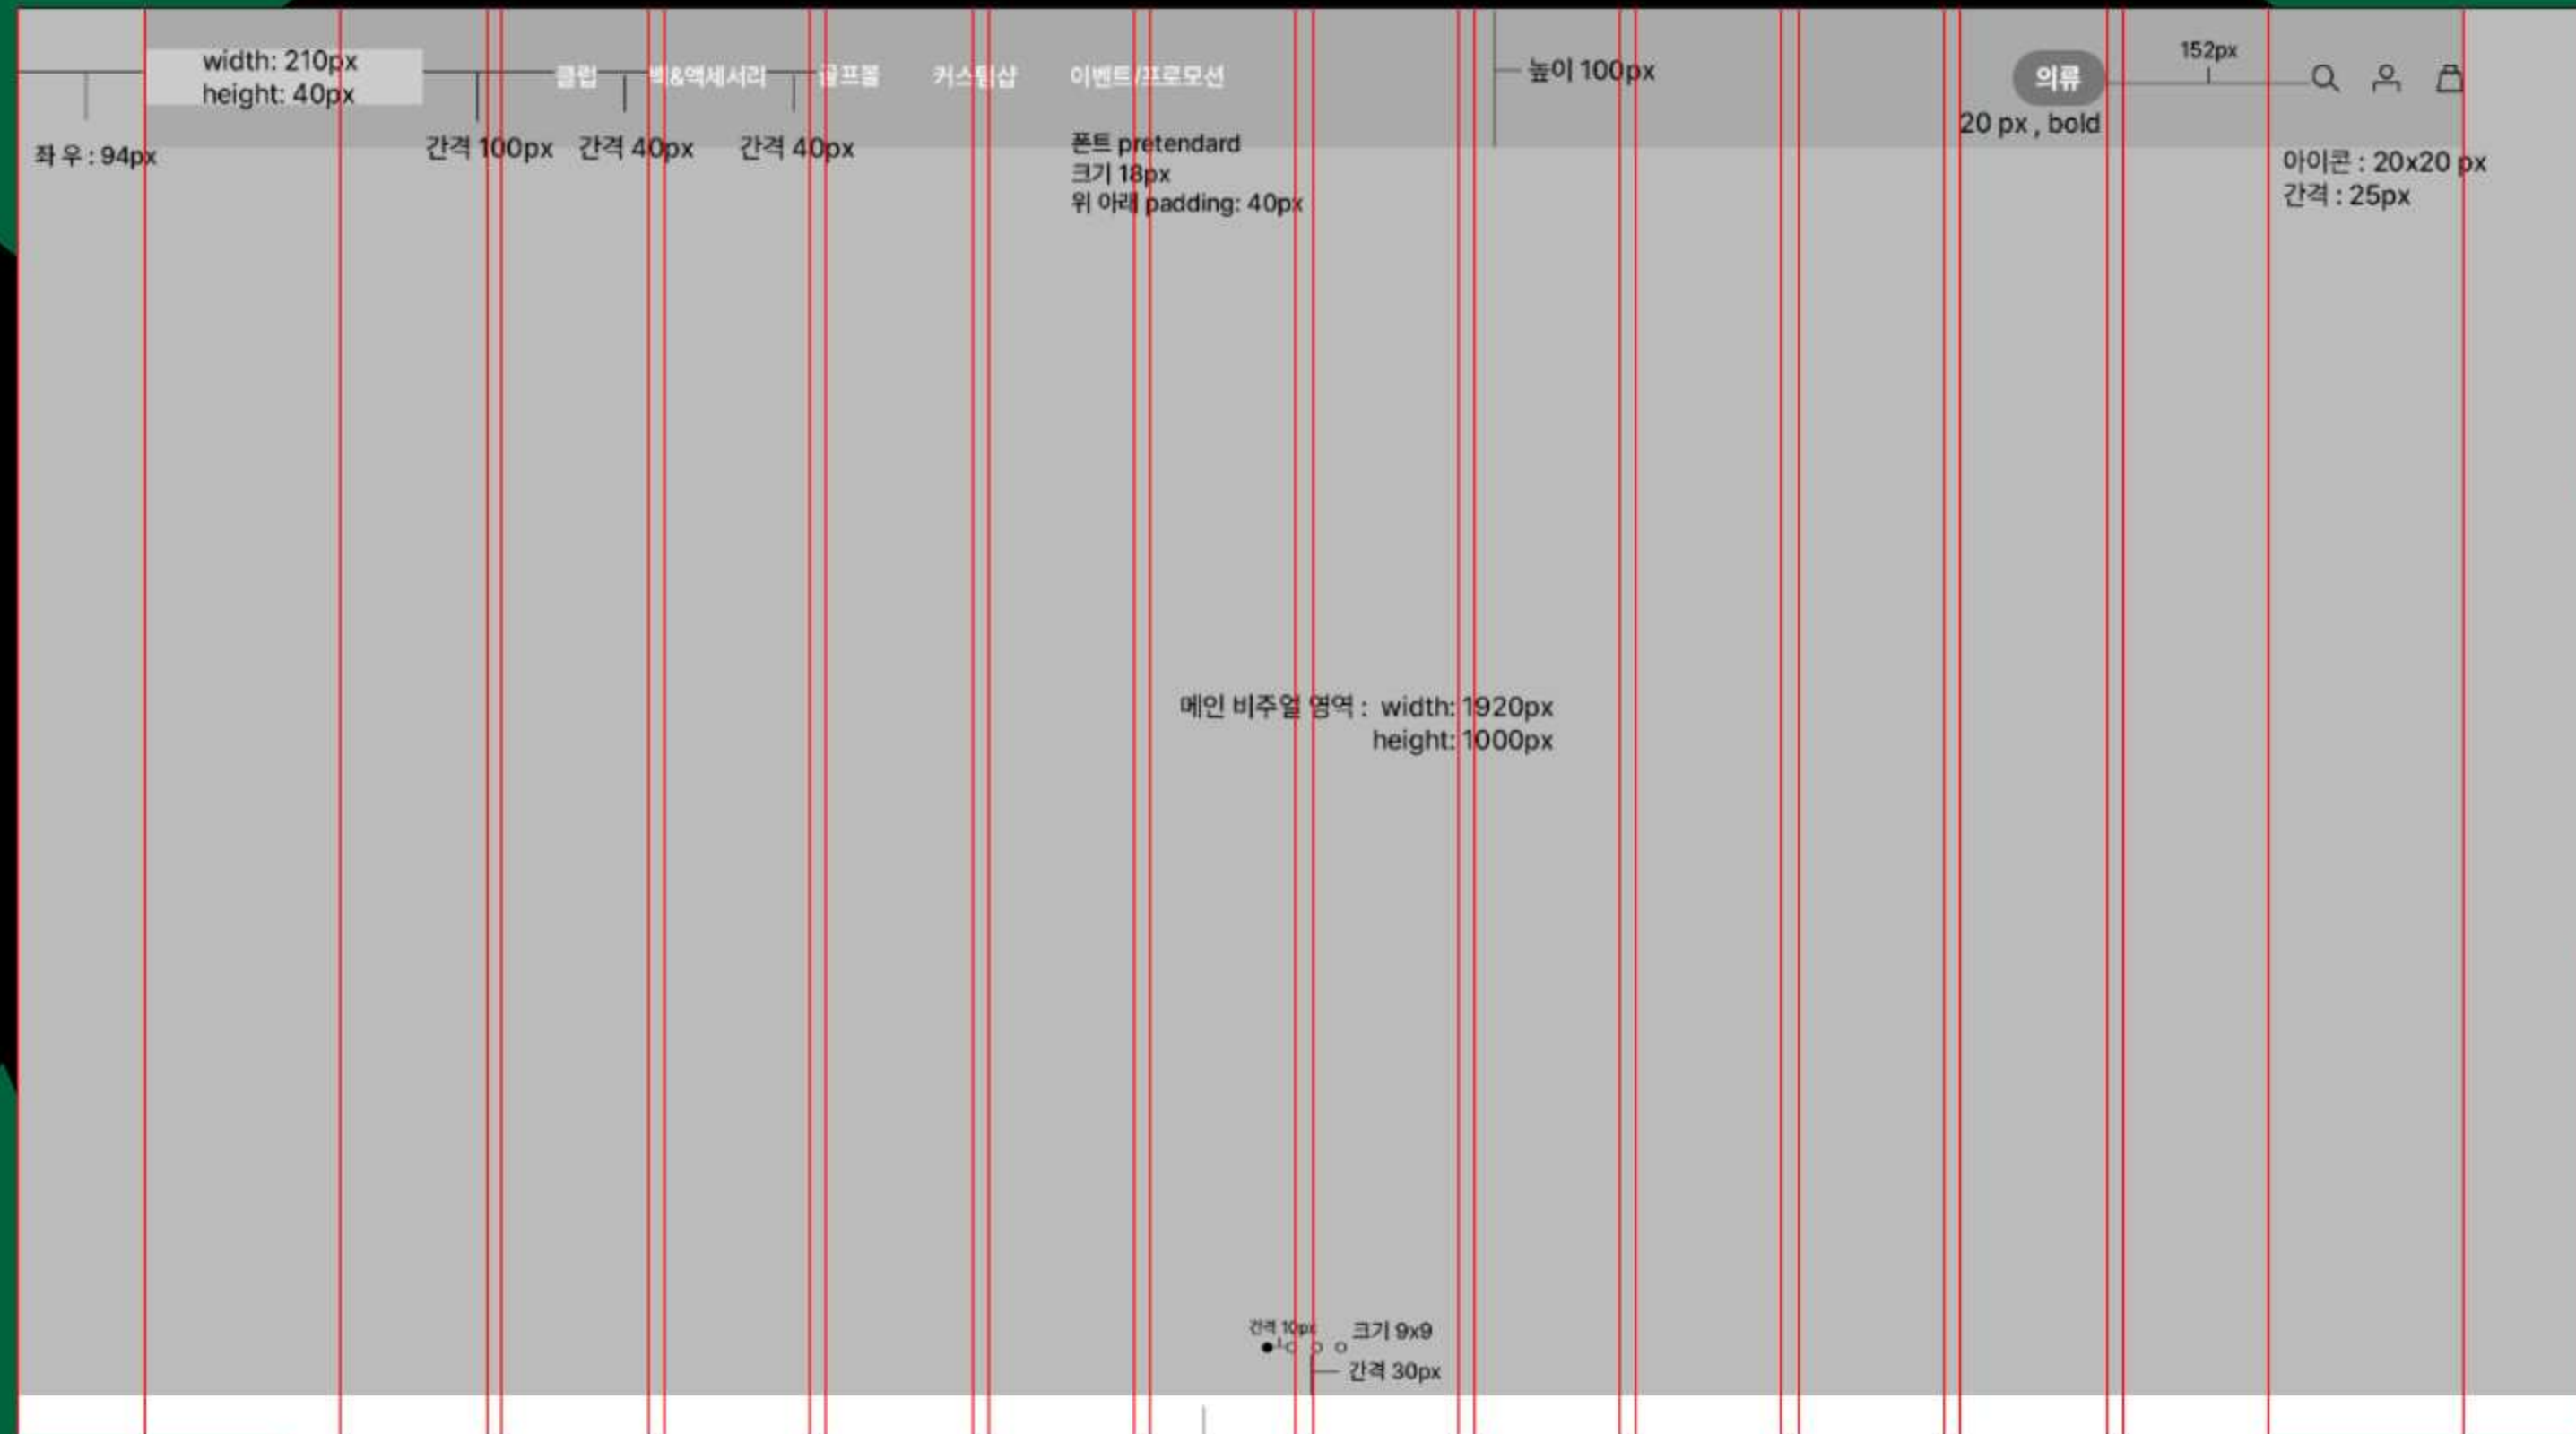 width: 210px
height: 40px
클럽
백&액세서리
골프볼
커스텀샵
이벤트/프로모션
높이 100px
의류
152px
20 px , bold
좌 우 : 94px
간격 100px
간격 40px
간격 40px
폰트 pretendard
크기 18px
위 아래 padding: 40px
아이콘 : 20x20 px
간격 : 25px
메인 비주얼 영역 : width: 1920px
height: 1000px
간격 10px
크기 9x9
간격 30px